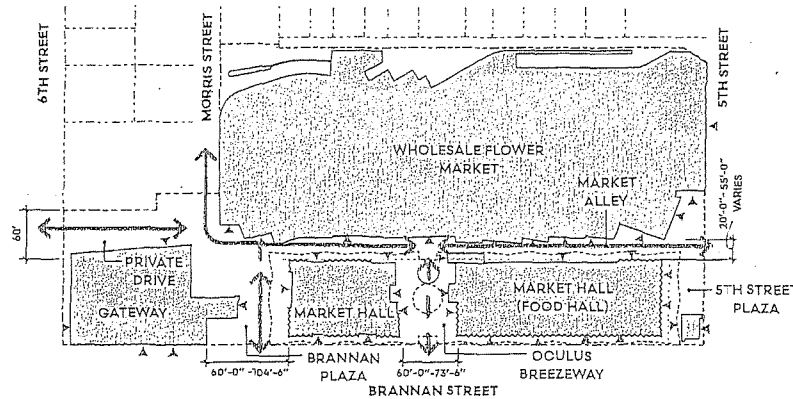 6TH STREET
MORRIS STREET
5TH STREET
WHOLESALE FLOWER
MARKET
MARKET
ALLEY
20'-0"-55'-0"
VARIES
60'
PRIVATE
DRIVE
GATEWAY
MARKET HALL
MARKET HALL
(FOOD HALL)
5TH STREET
PLAZA
60'-0"-104'-6"
BRANNAN
PLAZA
60'-0"-73'-6"
OCULUS
BREEZEWAY
BRANNAN STREET